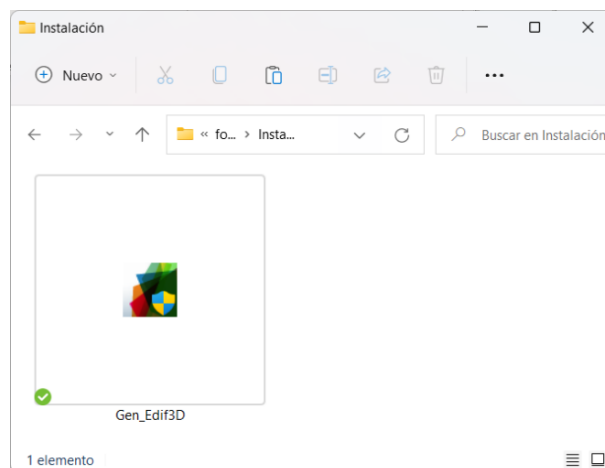 Instalación
Nuevo
« fo... > Insta...
Buscar en Instalación
Gen_Edif3D
1 elemento